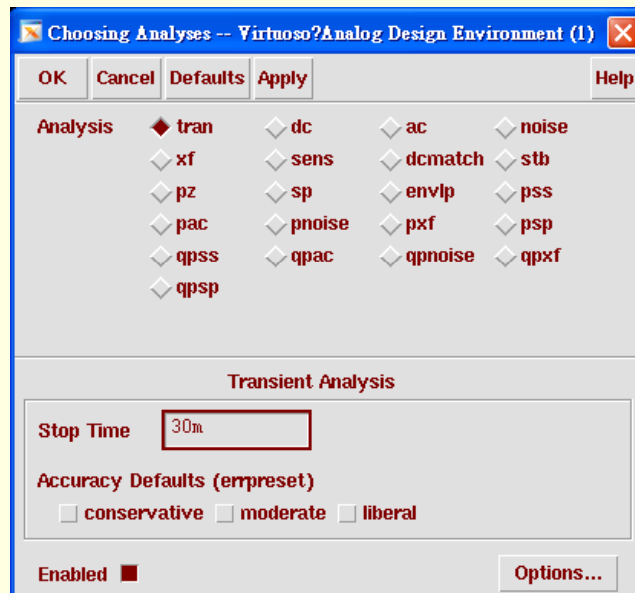 Choosing Analyses -- Virtuoso?Analog Design Environment (1)
OK Cancel Defaults Apply Help
Analysis tran dc ac noise
xf sens dcmatch stb
pz sp envlp pss
pac pnoise pxf psp
qpss qpac qpnoise qpxf
qpsp
Transient Analysis
Stop Time 30m
Accuracy Defaults (errpreset)
conservative moderate liberal
Enabled Options...